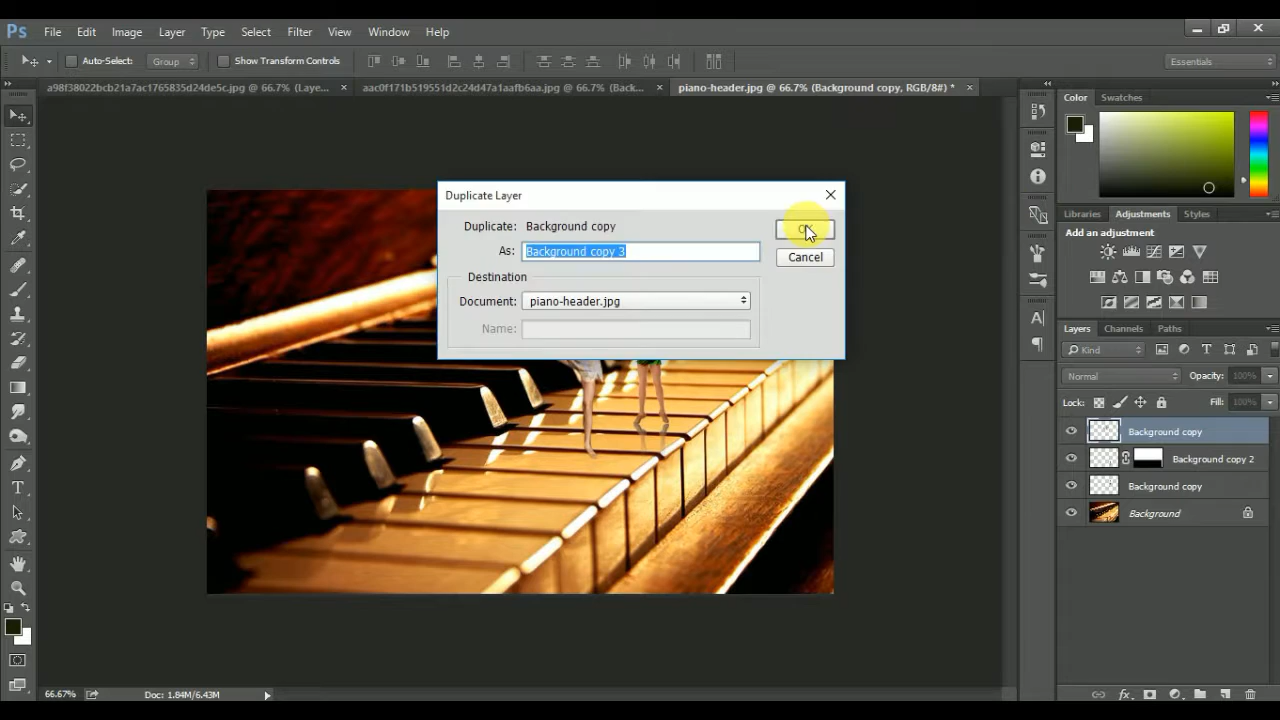 Ps File Edit Image Layer Type Select Filter View Window Help
Auto-Select: Group Show Transform Controls Essentials
a98f38022bcb21a7ac1765835d24de5c.jpg @ 66.7% (Laye... × aac0f171b519551d2c24d47a1aafb6aa.jpg @ 66.7% (Back... × piano-header.jpg @ 66.7% (Background copy, RGB/8#) * ×
Color Swatches
Duplicate Layer
Duplicate: Background copy
As: Background copy 3
Cancel
Destination
Document: piano-header.jpg
Name:
Libraries Adjustments Styles
Add an adjustment
Layers Channels Paths
Kind
Normal Opacity: 100%
Lock: Fill: 100%
Background copy
Background copy 2
Background copy
Background
66.67% Doc: 1.84M/6.43M